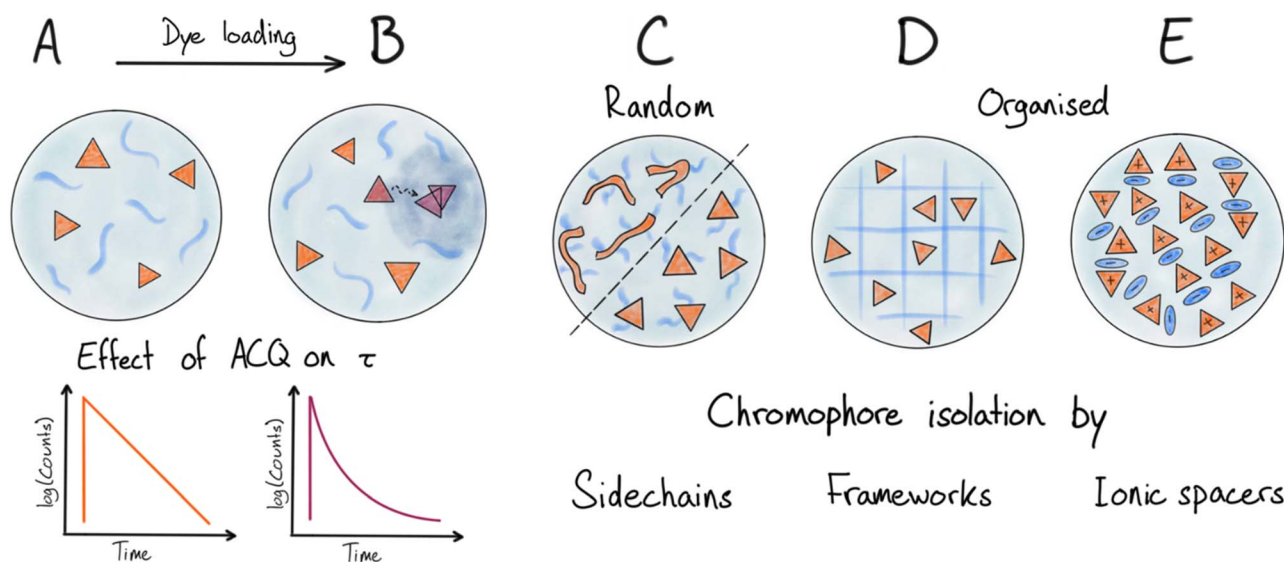 A
Dye loading
B
C
D
E
Random
Organised
+ + -
- -
+
+ + + -
- - -
+
+ + +
- - -
+ + -
- - +
+ - +
Effect of ACQ on τ
log(Counts)
Time
log(Counts)
Time
Chromophore isolation by
Sidechains
Frameworks
Ionic spacers